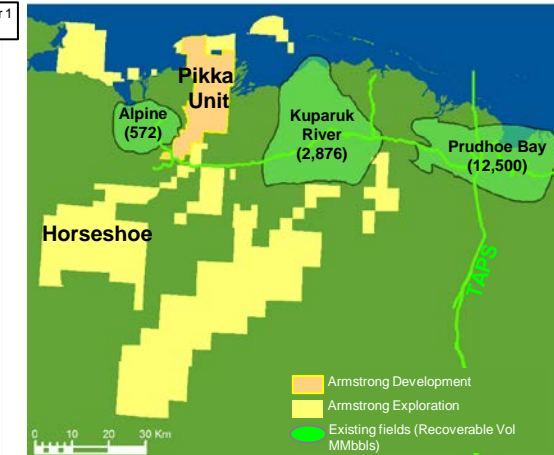 r 1
Pikka
Unit
Alpine
(572)
Kuparuk
River
(2,876)
Prudhoe Bay
(12,500)
Horseshoe
TAPS
Armstrong Development
Armstrong Exploration
Existing fields (Recoverable Vol
MMbbls)
0 10 20 30 Km